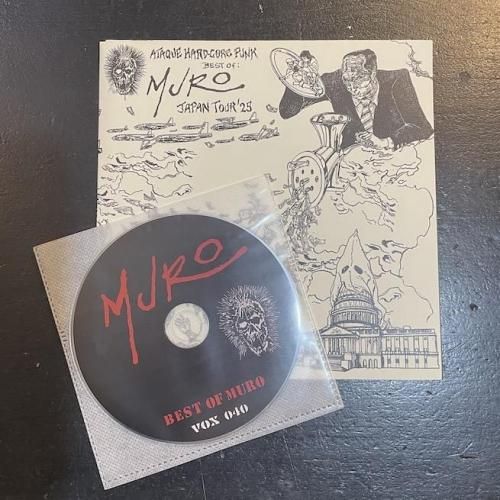 ATAQUE HARDCORE PUNK
BEST OF:
MURO
JAPAN TOUR '25
MURO
BEST OF MURO
VOX 040